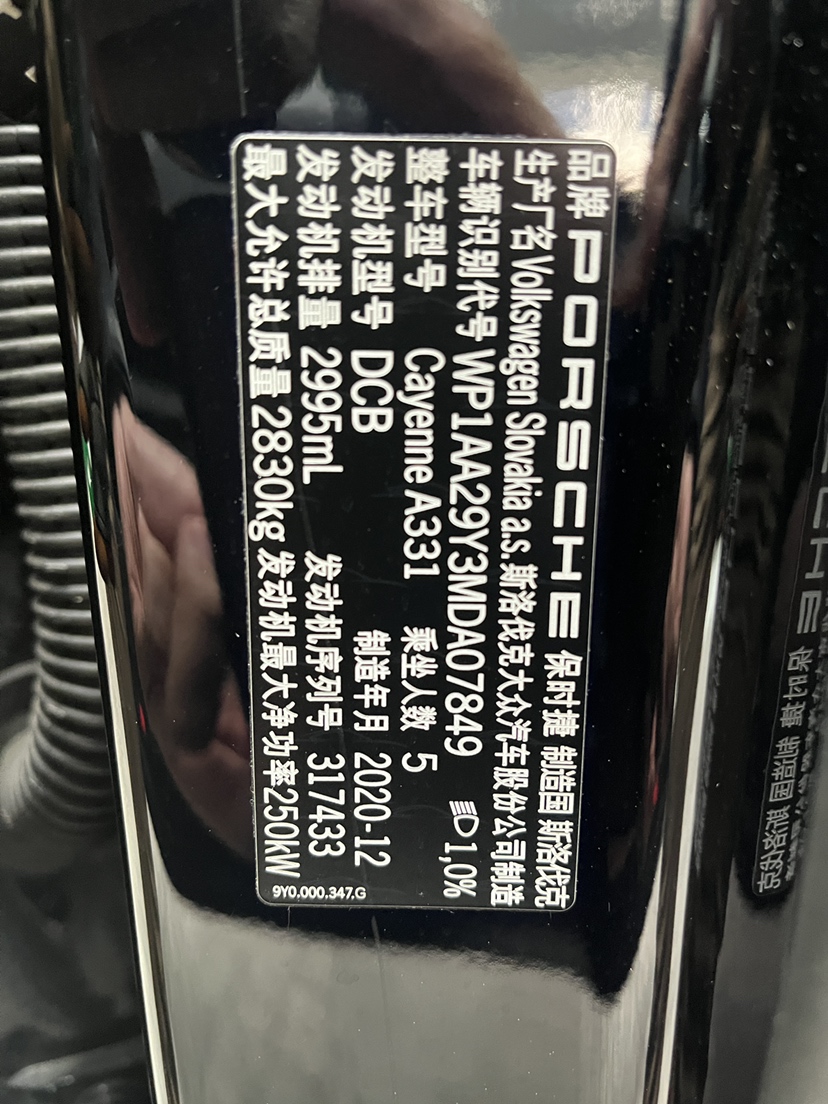 品牌 PORSCHE 保时捷 制造国 斯洛伐克
生产厂名 Volkswagen Slovakia a.s. 斯洛伐克大众汽车股份公司制造
车辆识别代号 WP1AA29Y3MDA07849 1,0%
整车型号 Cayenne A331 乘坐人数 5
发动机型号 DCB 制造年月 2020-12
发动机排量 2995mL 发动机序列号 317433
最大允许总质量 2830kg 发动机最大净功率250kW
9Y0.000.347.G